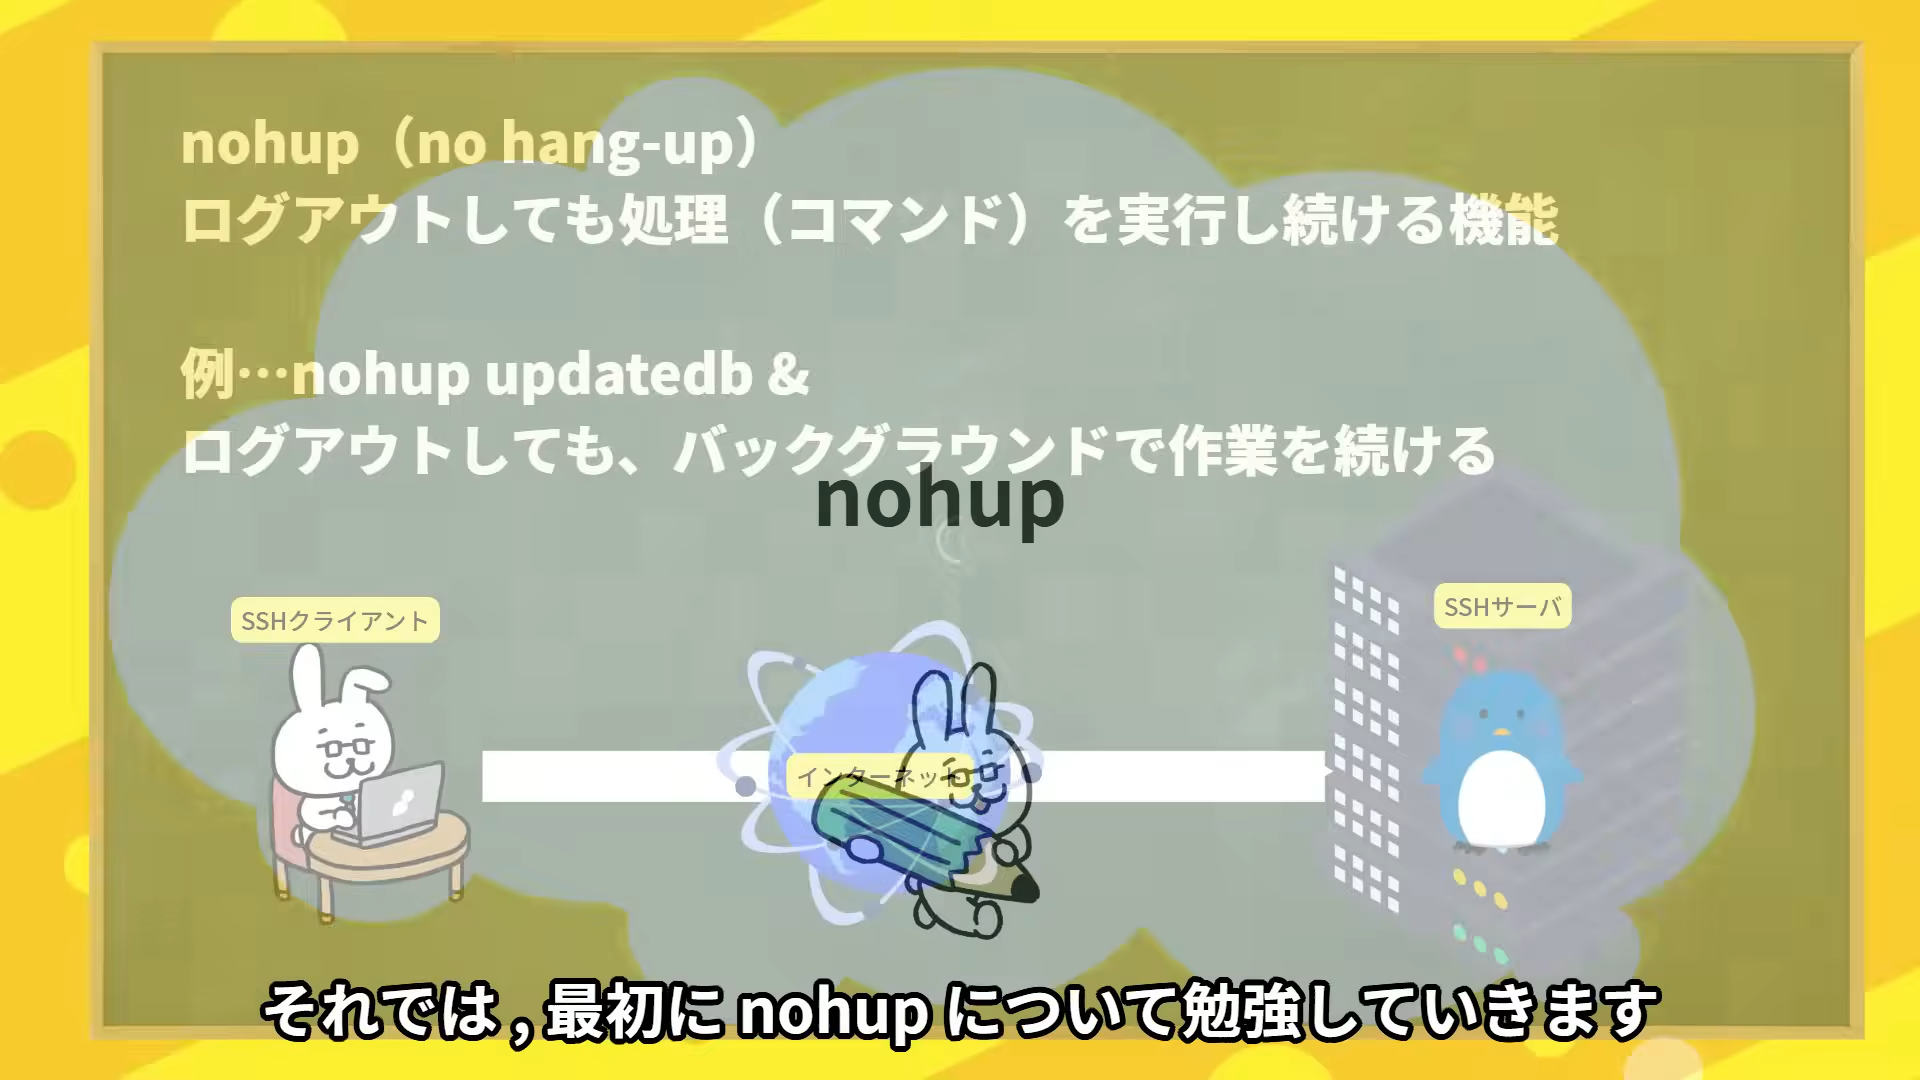 nohup（no hang-up）
ログアウトしても処理（コマンド）を実行し続ける機能
例…nohup updatedb &
ログアウトしても、バックグラウンドで作業を続ける
nohup
SSHクライアント
SSHサーバ
インターネット
それでは , 最初に nohup について勉強していきます